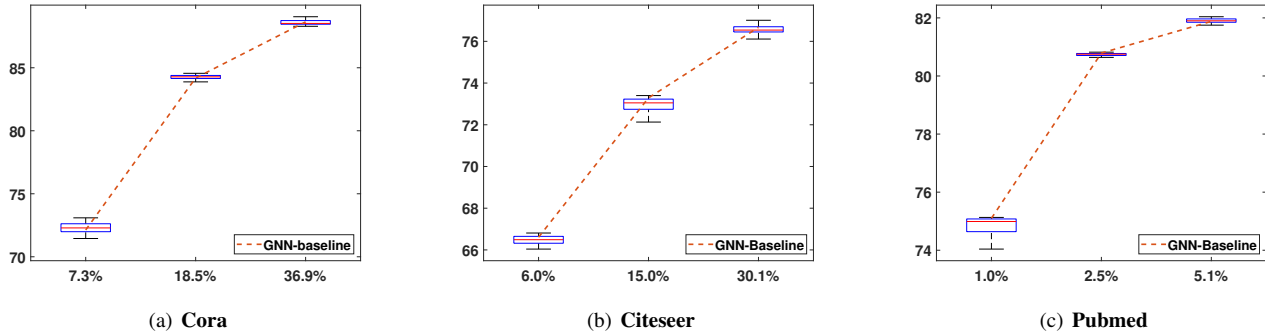 85
80
75
70
GNN-baseline
7.3% 18.5% 36.9%
(a) Cora
76
74
72
70
68
66
GNN-Baseline
6.0% 15.0% 30.1%
(b) Citeseer
82
80
78
76
74
GNN-Baseline
1.0% 2.5% 5.1%
(c) Pubmed